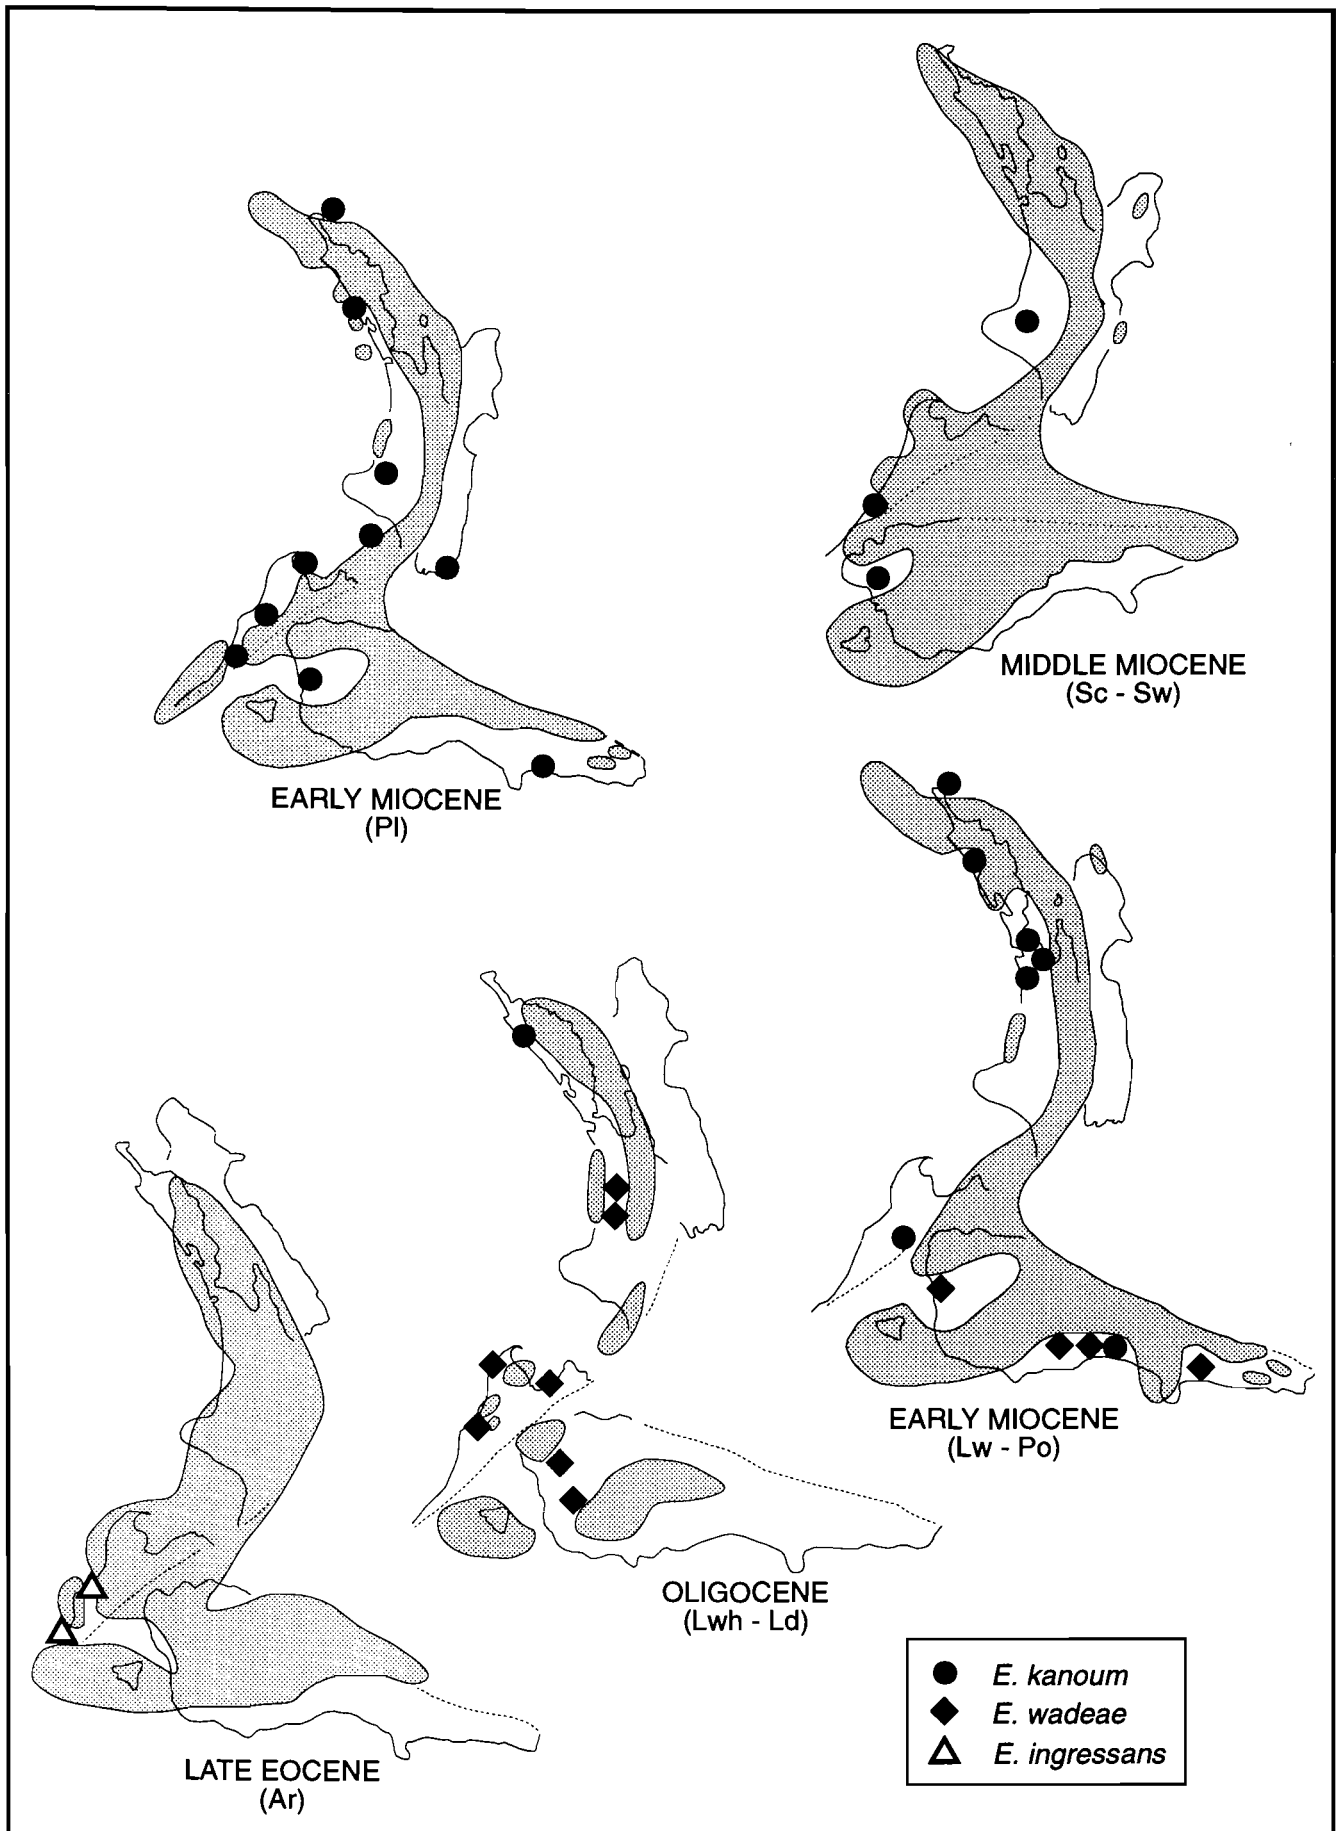 MIDDLE MIOCENE
(Sc - Sw)
EARLY MIOCENE
(Pl)
EARLY MIOCENE
(Lw - Po)
OLIGOCENE
(Lwh - Ld)
LATE EOCENE
(Ar)
E. kanoum
E. wadeae
E. ingressans